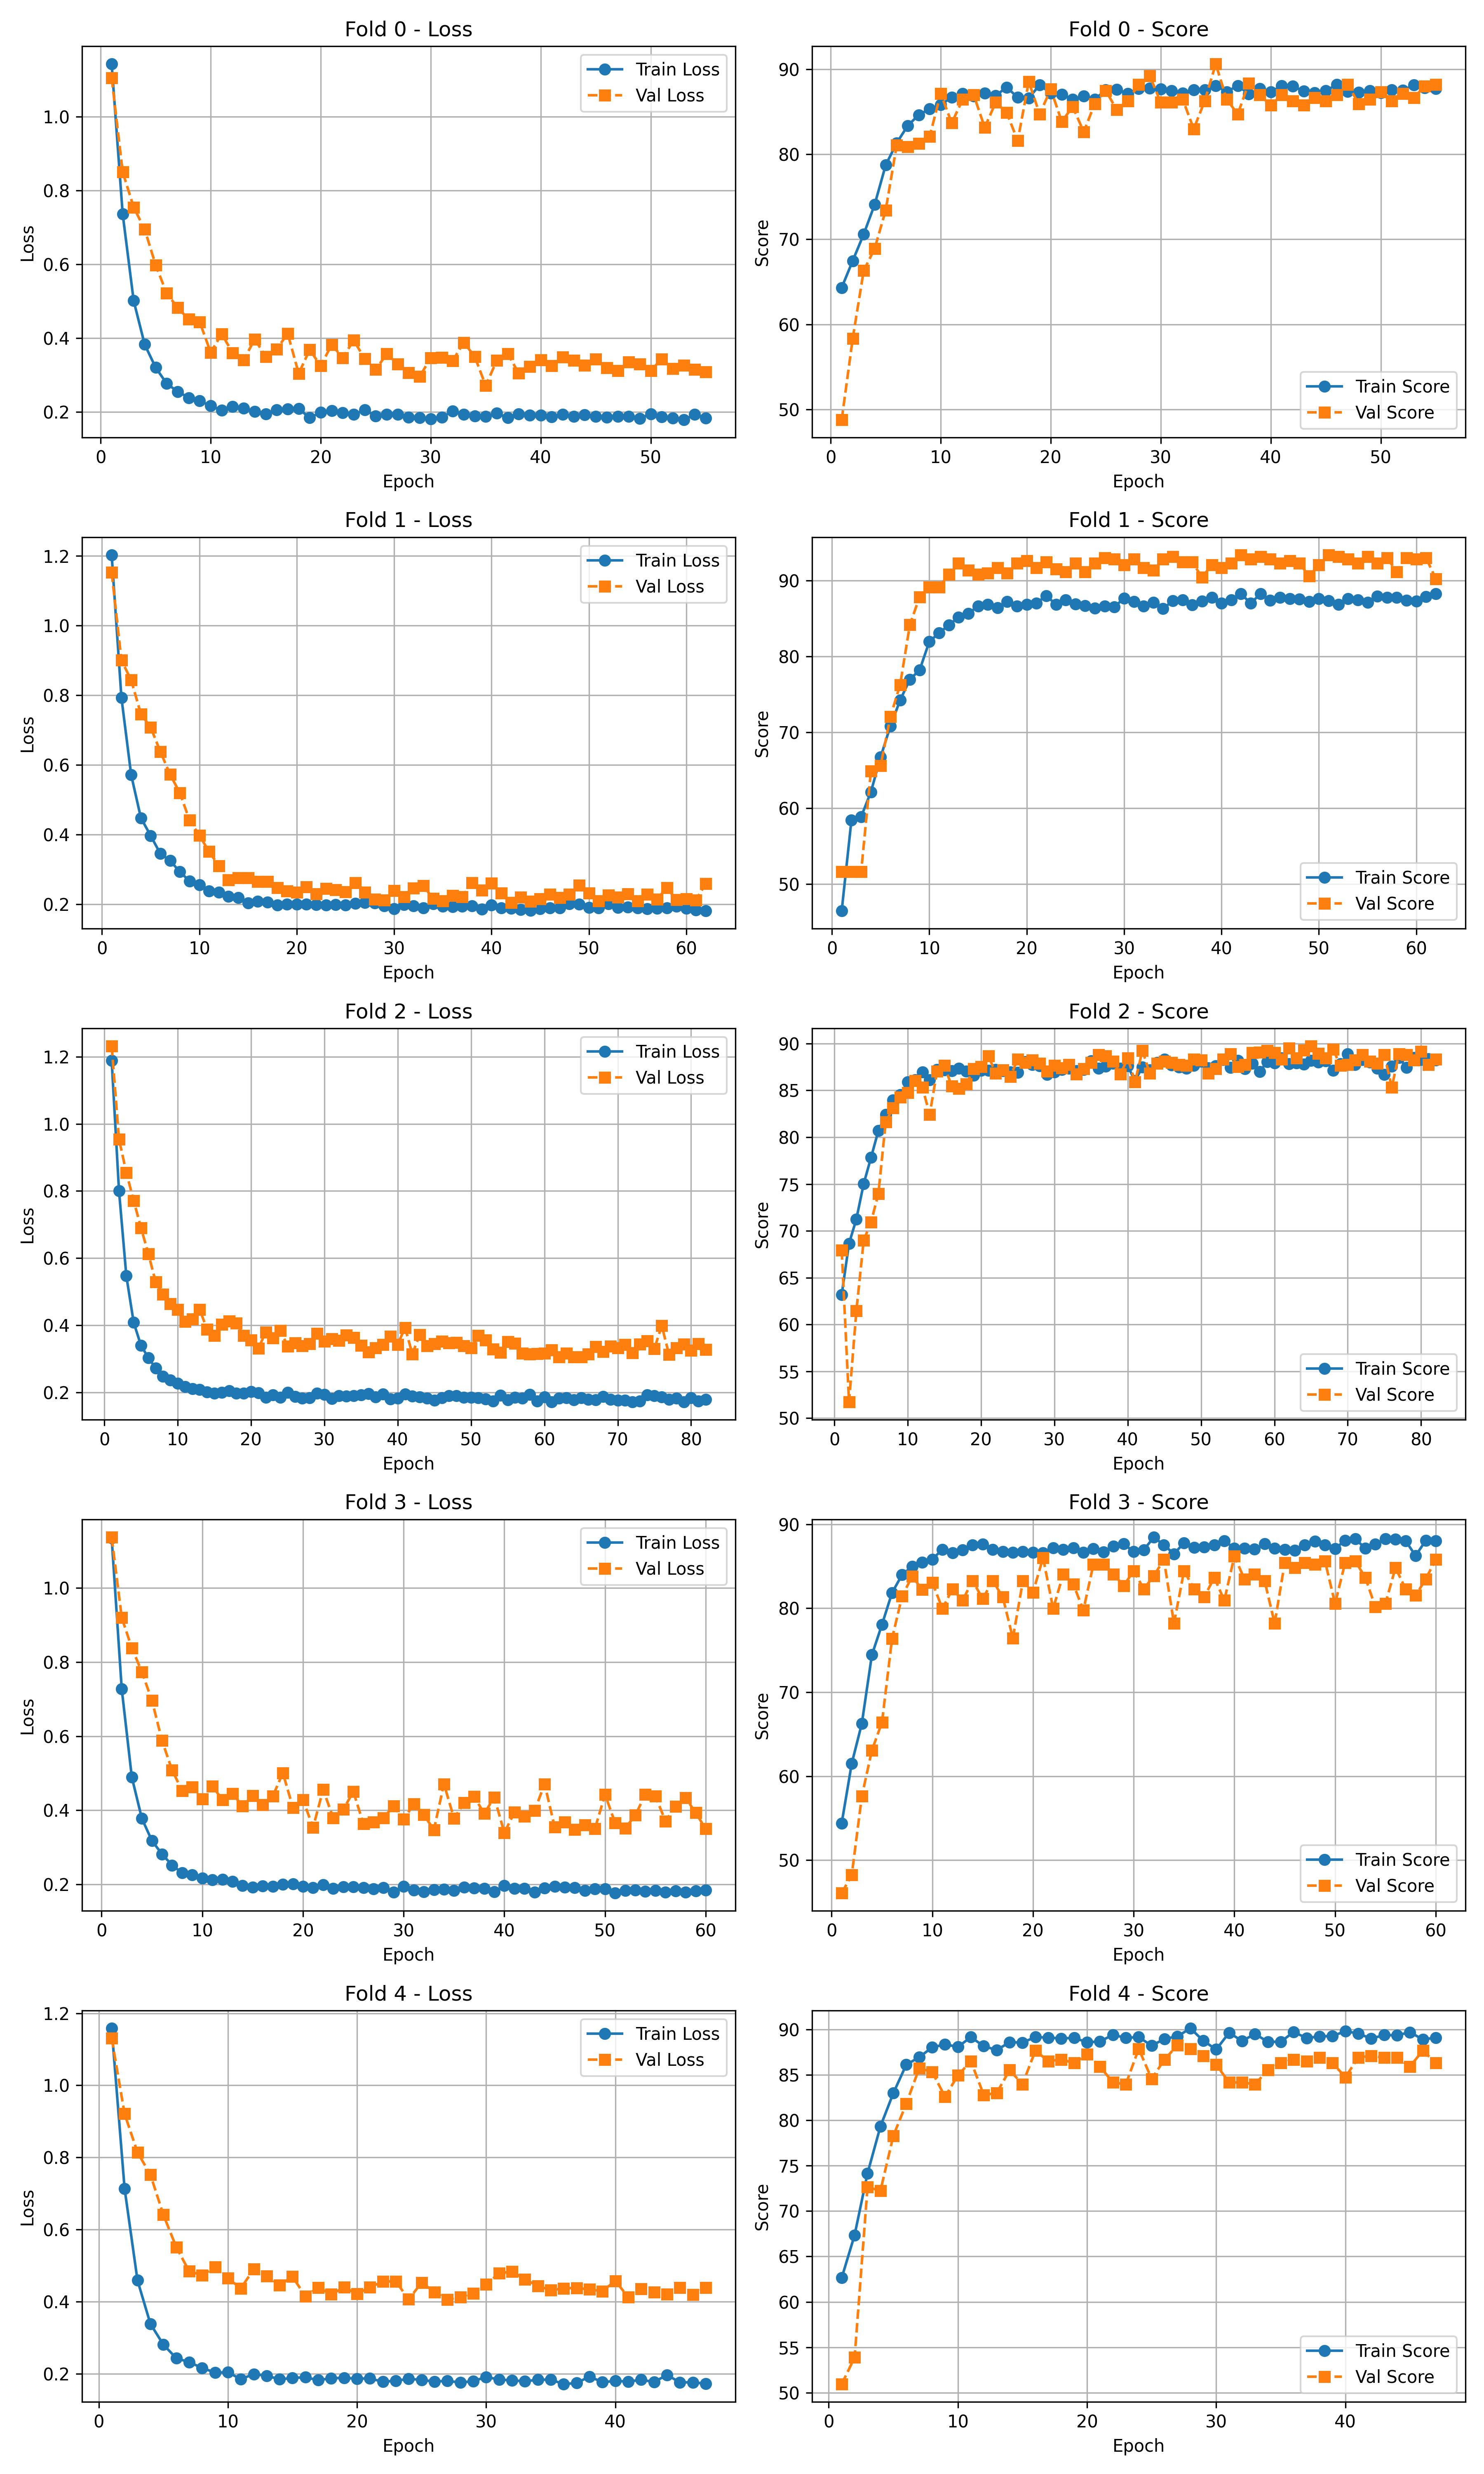 Fold 0 - Loss
Train Loss
Val Loss
1.0
0.8
0.6
0.4
0.2
Loss
0 10 20 30 40 50
Epoch
Fold 0 - Score
90
80
70
60
50
Score
Train Score
Val Score
0 10 20 30 40 50
Epoch
Fold 1 - Loss
Train Loss
Val Loss
1.2
1.0
0.8
0.6
0.4
0.2
Loss
0 10 20 30 40 50 60
Epoch
Fold 1 - Score
90
80
70
60
50
Score
Train Score
Val Score
0 10 20 30 40 50 60
Epoch
Fold 2 - Loss
Train Loss
Val Loss
1.2
1.0
0.8
0.6
0.4
0.2
Loss
0 10 20 30 40 50 60 70 80
Epoch
Fold 2 - Score
90
85
80
75
70
65
60
55
50
Score
Train Score
Val Score
0 10 20 30 40 50 60 70 80
Epoch
Fold 3 - Loss
Train Loss
Val Loss
1.0
0.8
0.6
0.4
0.2
Loss
0 10 20 30 40 50 60
Epoch
Fold 3 - Score
90
80
70
60
50
Score
Train Score
Val Score
0 10 20 30 40 50 60
Epoch
Fold 4 - Loss
Train Loss
Val Loss
1.2
1.0
0.8
0.6
0.4
0.2
Loss
0 10 20 30 40
Epoch
Fold 4 - Score
90
85
80
75
70
65
60
55
50
Score
Train Score
Val Score
0 10 20 30 40
Epoch